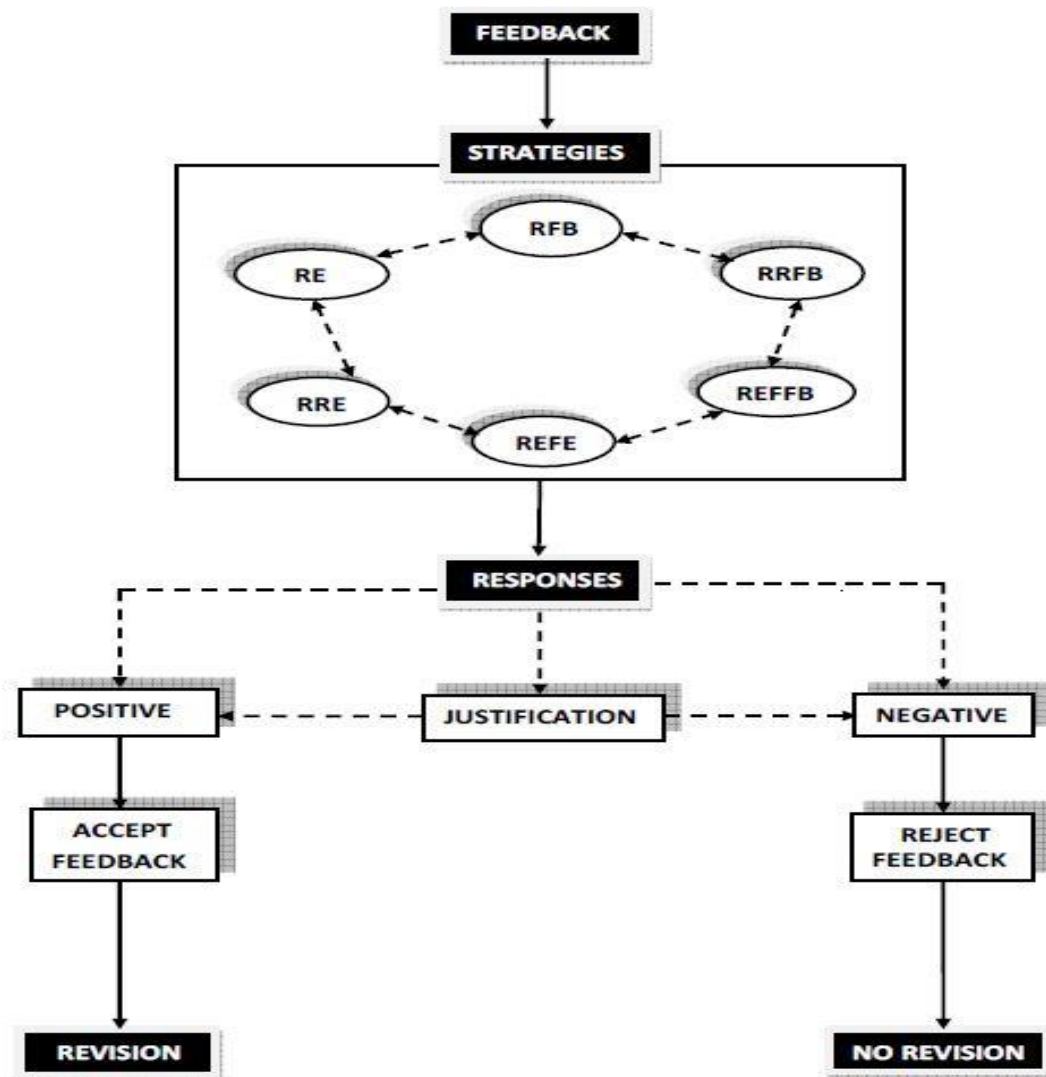 FEEDBACK
STRATEGIES
RFB
RE
RRFB
RRE
REFFB
REFE
RESPONSES
POSITIVE
JUSTIFICATION
NEGATIVE
ACCEPT
FEEDBACK
REJECT
FEEDBACK
REVISION
NO REVISION